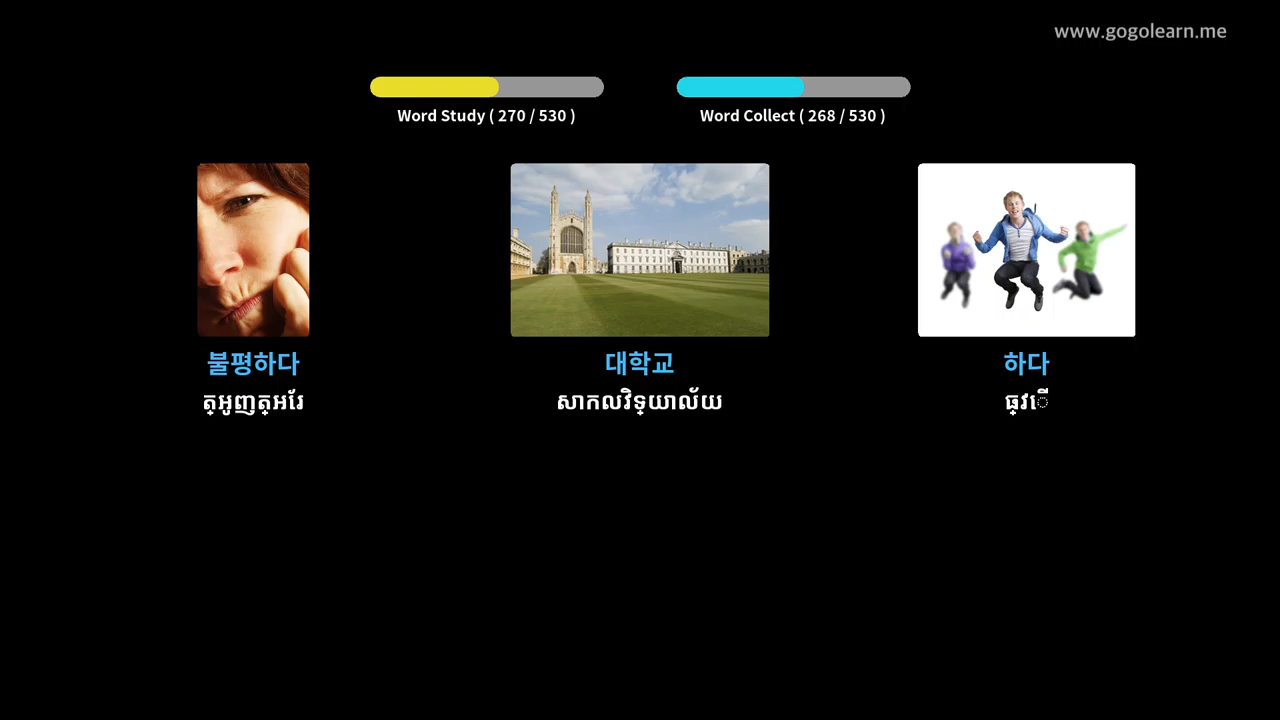 www.gogolearn.me
Word Study ( 270 / 530 )
Word Collect ( 268 / 530 )
불평하다
대학교
하다
ត្អូញត្អរែ
សាកលវិទ្យាល័យ
ធ្វើ